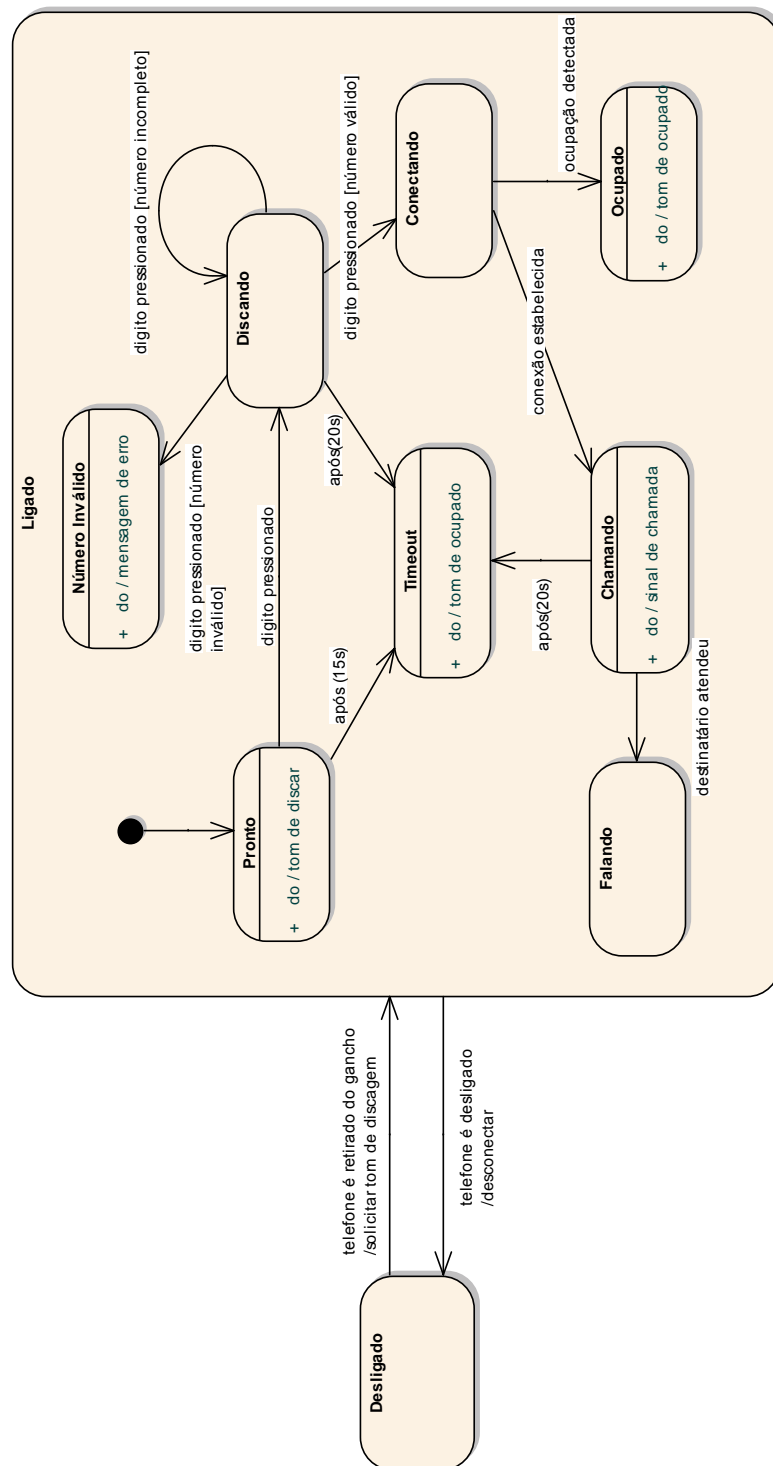 Desligado
telefone é retirado do gancho
/solicitar tom de discagem
telefone é desligado
/desconectar
Ligado
Pronto
+ do / tom de discar
digito pressionado
após (15s)
Número Inválido
+ do / mensagem de erro
digito pressionado [número
inválido]
Discando
digito pressionado [número incompleto]
digito pressionado [número válido]
após(20s)
Timeout
+ do / tom de ocupado
Conectando
ocupação detectada
Ocupado
+ do / tom de ocupado
conexão estabelecida
Chamando
+ do / sinal de chamada
após(20s)
destinatário atendeu
Falando